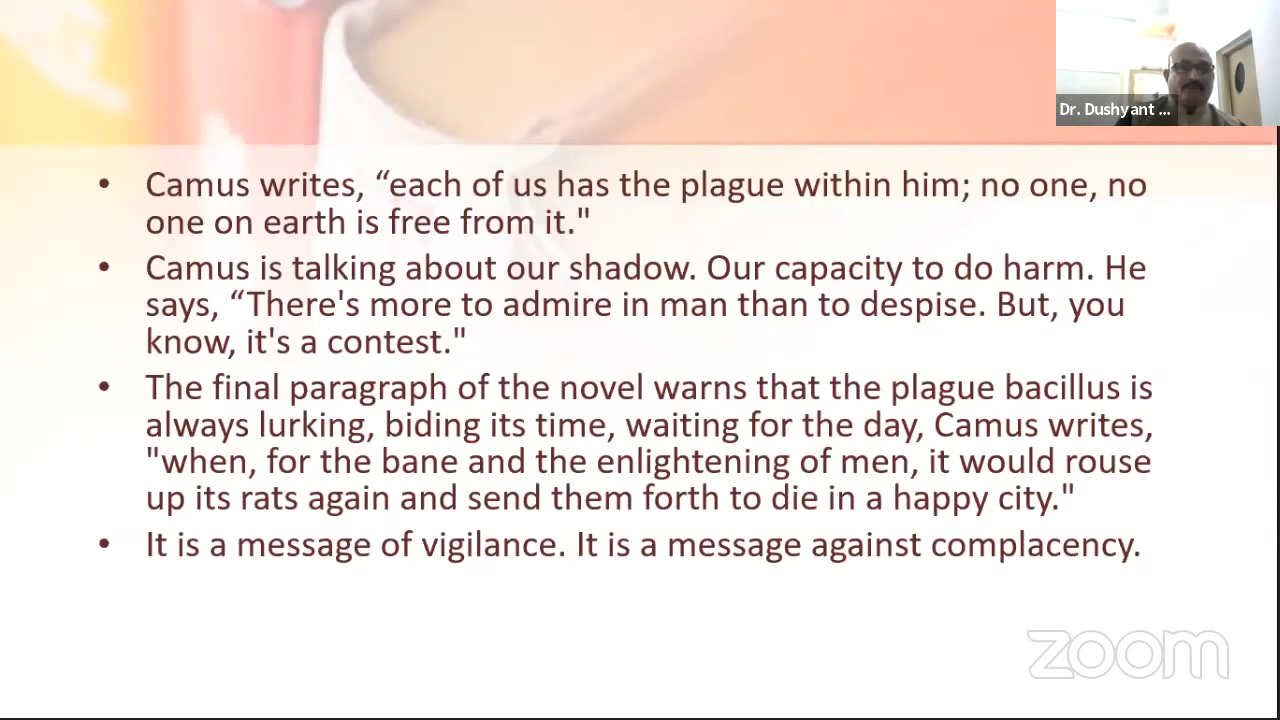 Dr. Dushyant ...
• Camus writes, “each of us has the plague within him; no one, no
one on earth is free from it."
• Camus is talking about our shadow. Our capacity to do harm. He
says, “There's more to admire in man than to despise. But, you
know, it's a contest."
• The final paragraph of the novel warns that the plague bacillus is
always lurking, biding its time, waiting for the day, Camus writes,
"when, for the bane and the enlightening of men, it would rouse
up its rats again and send them forth to die in a happy city."
• It is a message of vigilance. It is a message against complacency.
zoom